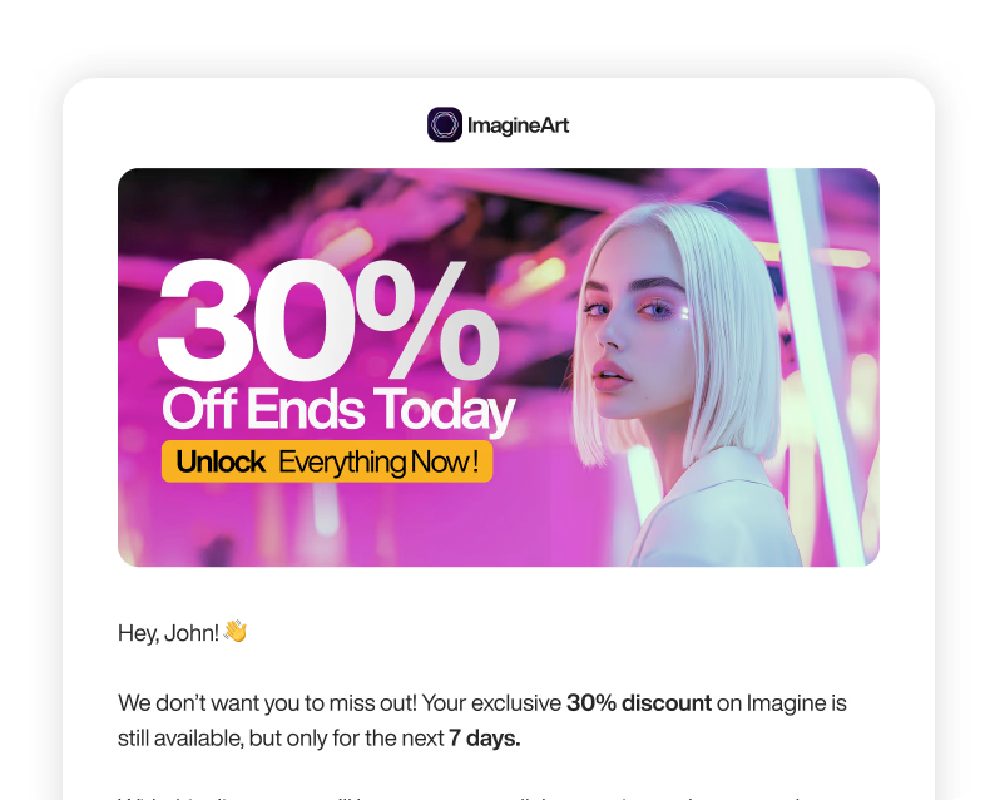 ImagineArt
30%
Off Ends Today
Unlock Everything Now!
Hey, John! 👋
We don’t want you to miss out! Your exclusive 30% discount on Imagine is
still available, but only for the next 7 days.